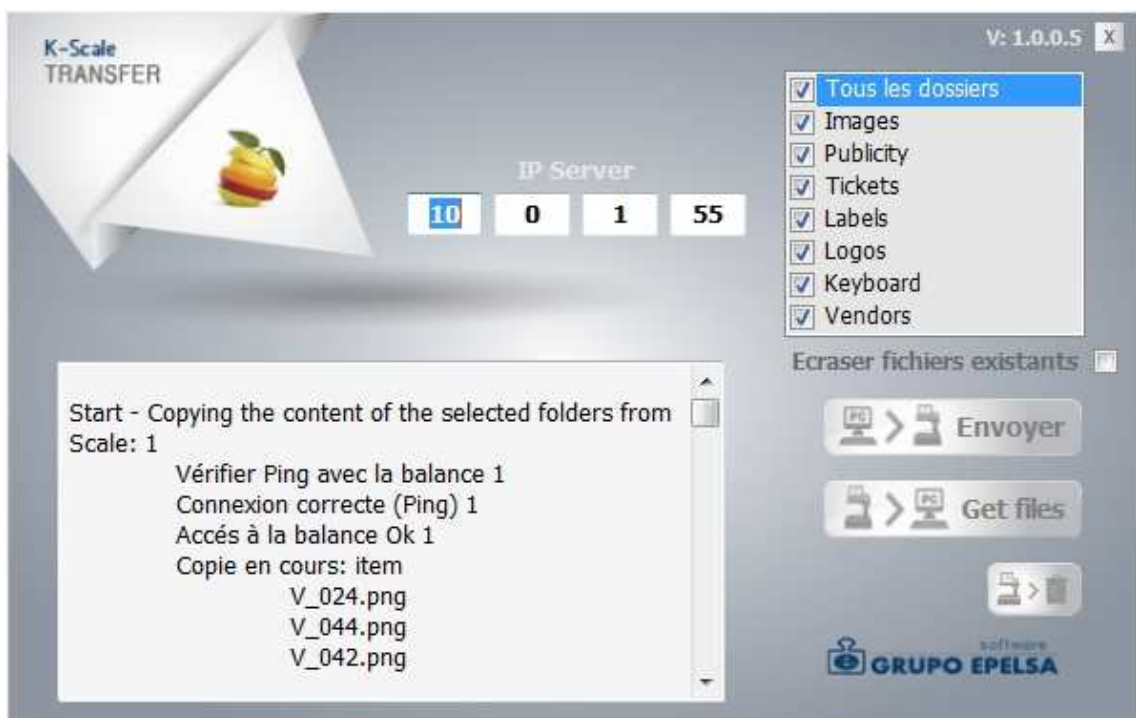 K-Scale
TRANSFER
V: 1.0.0.5 X
Tous les dossiers
Images
Publicity
Tickets
Labels
Logos
Keyboard
Vendors
IP Server
10 0 1 55
Ecraser fichiers existants
Start - Copying the content of the selected folders from
Scale: 1
Vérifier Ping avec la balance 1
Connexion correcte (Ping) 1
Accés à la balance Ok 1
Copie en cours: item
V_024.png
V_044.png
V_042.png
PC Envoyer
PC Get files
software
e GRUPO EPELSA